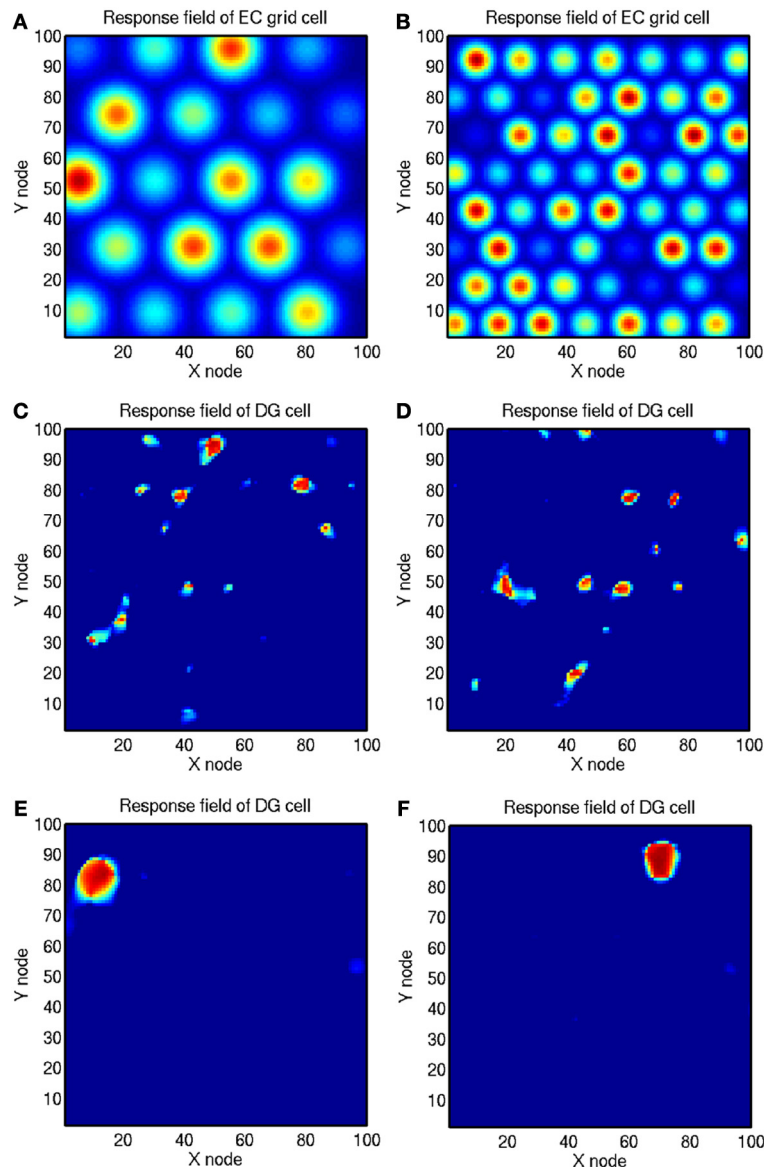 A Response field of EC grid cell
B Response field of EC grid cell
100 90 80 70 60 50 40 30 20 10
Y node
20 40 60 80 100
X node
100 90 80 70 60 50 40 30 20 10
Y node
20 40 60 80 100
X node
C Response field of DG cell
D Response field of DG cell
100 90 80 70 60 50 40 30 20 10
Y node
20 40 60 80 100
X node
100 90 80 70 60 50 40 30 20 10
Y node
20 40 60 80 100
X node
E Response field of DG cell
F Response field of DG cell
100 90 80 70 60 50 40 30 20 10
Y node
20 40 60 80 100
X node
100 90 80 70 60 50 40 30 20 10
Y node
20 40 60 80 100
X node